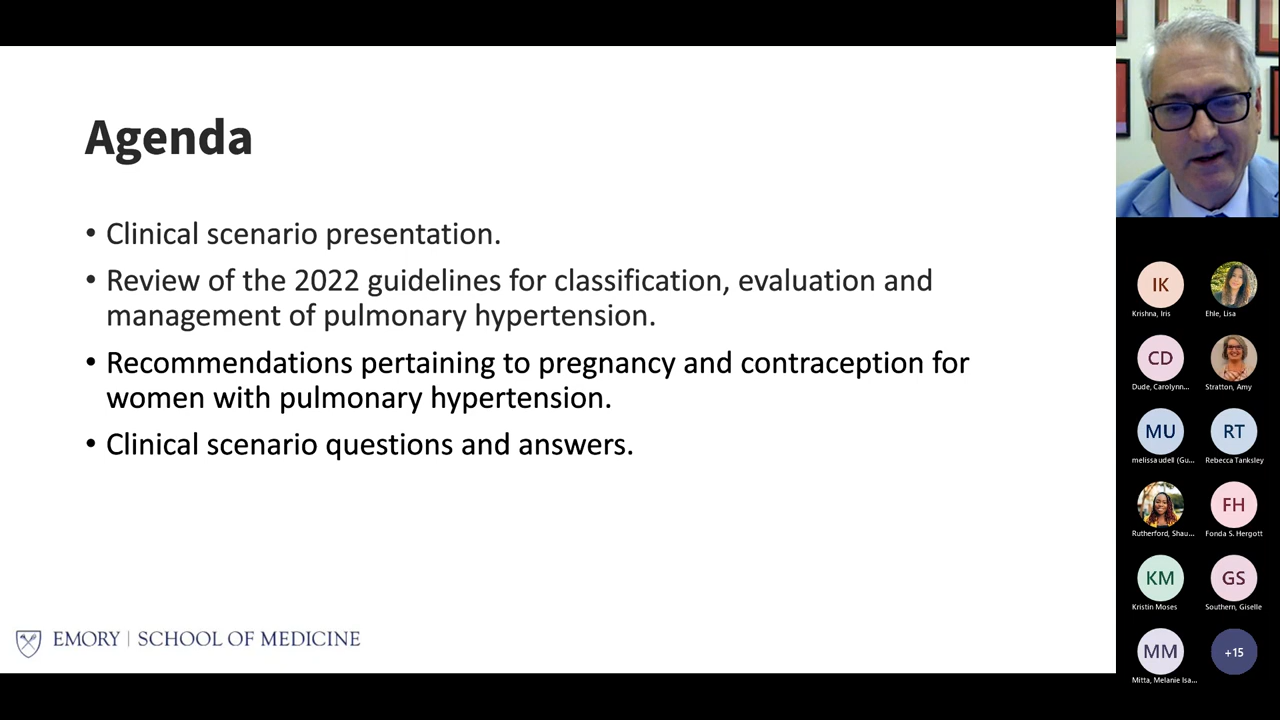 Agenda
• Clinical scenario presentation.
• Review of the 2022 guidelines for classification, evaluation and
management of pulmonary hypertension.
• Recommendations pertaining to pregnancy and contraception for
women with pulmonary hypertension.
• Clinical scenario questions and answers.
EMORY | SCHOOL OF MEDICINE
IK
Krishna, Iris
Ehle, Lisa
CD
Dude, Carolynn...
Stratton, Amy
MU
melissa udell (Gu...
RT
Rebecca Tanksley
Rutherford, Shau...
FH
Fonda S. Hergott
KM
Kristin Moses
GS
Southern, Giselle
MM
Mitta, Melanie Isa...
+15